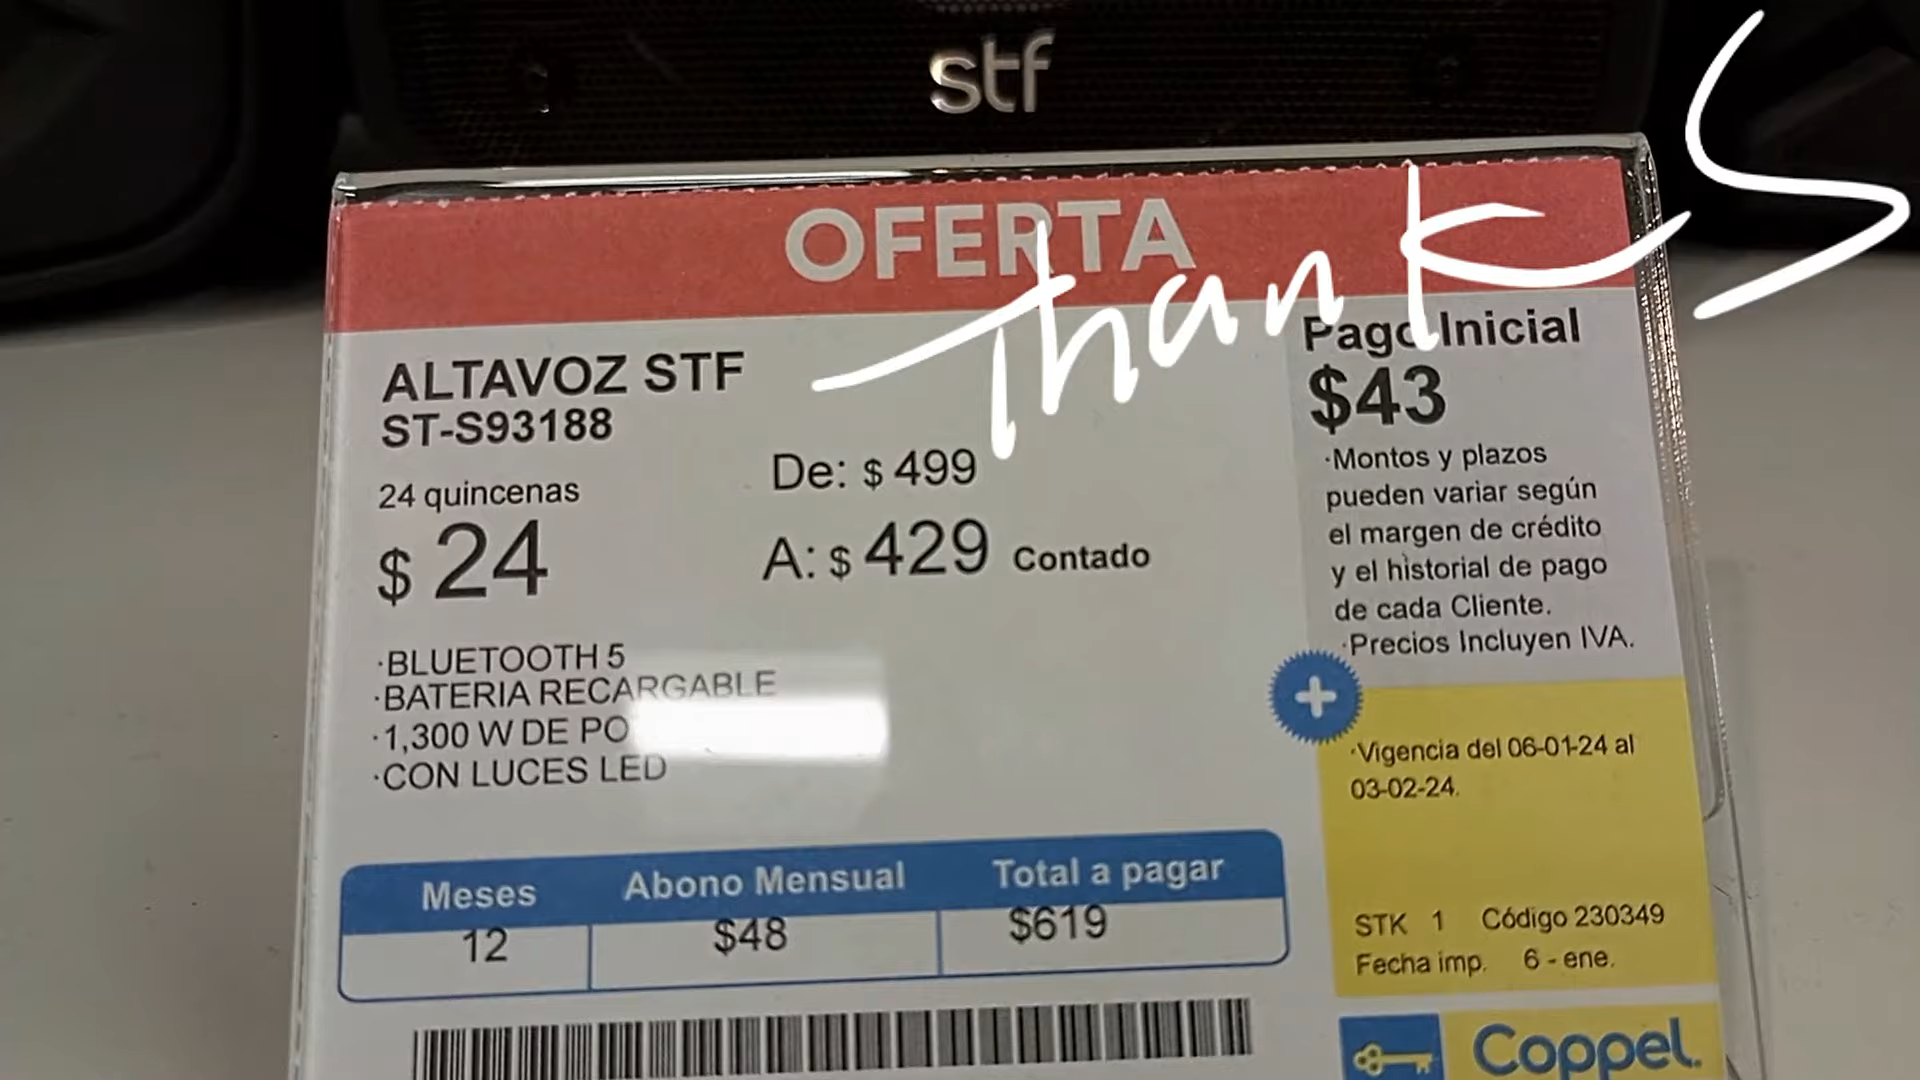 stf
OFERTA
Thanks
ALTAVOZ STF
ST-S93188
24 quincenas
$ 24
De: $ 499
A: $ 429 Contado
·BLUETOOTH 5
·BATERIA RECARGABLE
·1,300 W DE
·CON LUCES LED
Pago Inicial
$43
·Montos y plazos
pueden variar según
el margen de crédito
y el historial de pago
de cada Cliente.
·Precios Incluyen IVA.
+
·Vigencia del 06-01-24 al
03-02-24.
STK 1 Código 230349
Fecha imp. 6 - ene.
Meses Abono Mensual Total a pagar
12 $48 $619
Coppel.